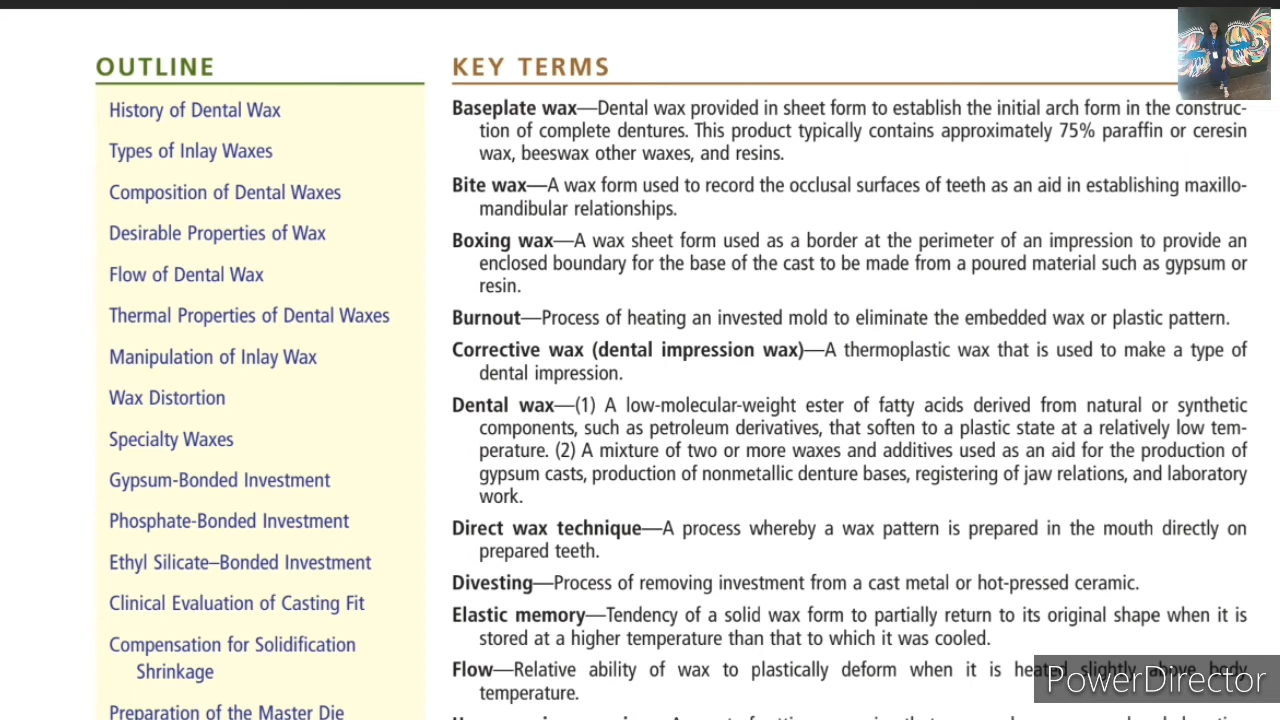 OUTLINE
History of Dental Wax
Types of Inlay Waxes
Composition of Dental Waxes
Desirable Properties of Wax
Flow of Dental Wax
Thermal Properties of Dental Waxes
Manipulation of Inlay Wax
Wax Distortion
Specialty Waxes
Gypsum-Bonded Investment
Phosphate-Bonded Investment
Ethyl Silicate–Bonded Investment
Clinical Evaluation of Casting Fit
Compensation for Solidification
Shrinkage
Preparation of the Master Die
KEY TERMS
Baseplate wax—Dental wax provided in sheet form to establish the initial arch form in the construc-
tion of complete dentures. This product typically contains approximately 75% paraffin or ceresin
wax, beeswax other waxes, and resins.
Bite wax—A wax form used to record the occlusal surfaces of teeth as an aid in establishing maxillo-
mandibular relationships.
Boxing wax—A wax sheet form used as a border at the perimeter of an impression to provide an
enclosed boundary for the base of the cast to be made from a poured material such as gypsum or
resin.
Burnout—Process of heating an invested mold to eliminate the embedded wax or plastic pattern.
Corrective wax (dental impression wax)—A thermoplastic wax that is used to make a type of
dental impression.
Dental wax—(1) A low-molecular-weight ester of fatty acids derived from natural or synthetic
components, such as petroleum derivatives, that soften to a plastic state at a relatively low tem-
perature. (2) A mixture of two or more waxes and additives used as an aid for the production of
gypsum casts, production of nonmetallic denture bases, registering of jaw relations, and laboratory
work.
Direct wax technique—A process whereby a wax pattern is prepared in the mouth directly on
prepared teeth.
Divesting—Process of removing investment from a cast metal or hot-pressed ceramic.
Elastic memory—Tendency of a solid wax form to partially return to its original shape when it is
stored at a higher temperature than that to which it was cooled.
Flow—Relative ability of wax to plastically deform when it is heated slightly above body
temperature.
PowerDirector